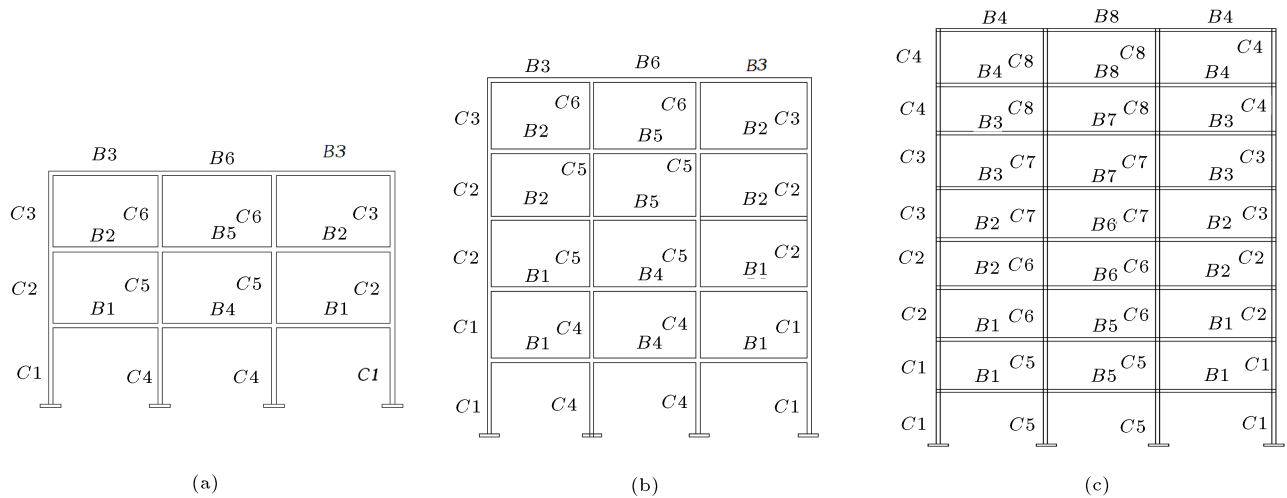 B3 B6 B3
C3 C6 C6 C3
B2 B5 B2
C2 C5 C5 C2
B1 B4 B1
C1 C4 C4 C1
(a)
B3 B6 B3
C3 C6 C6 C3
B2 B5 B2
C2 C5 C5 C2
B2 B5 B2
C2 C5 C5 C2
B1 B4 B1
C1 C4 C4 C1
B1 B4 B1
C1 C4 C4 C1
(b)
B4 B8 B4
C4 C8 C8 C4
B4 B8 B4
C4 C8 C8 C4
B3 B7 B3
C3 C7 C7 C3
B3 B7 B3
C3 C7 C7 C3
B2 B6 B2
C2 C6 C6 C2
B2 B6 B2
C2 C6 C6 C2
B1 B5 B1
C1 C5 C5 C1
B1 B5 B1
C1 C5 C5 C1
(c)